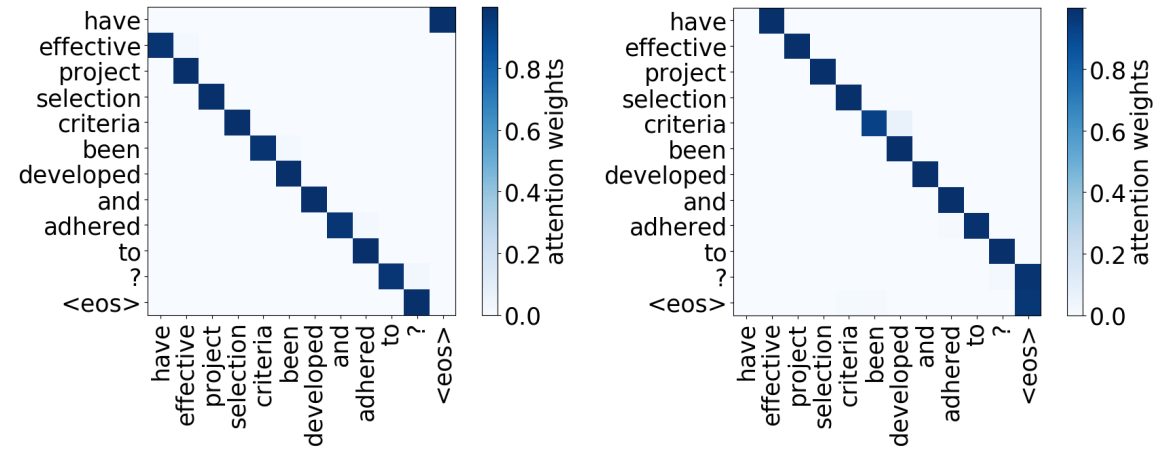 have
effective
project
selection
criteria
been
developed
and
adhered
to
?
<eos>
have
effective
project
selection
criteria
been
developed
and
adhered
to
?
<eos>
0.8
0.6
0.4
0.2
0.0
attention weights
have
effective
project
selection
criteria
been
developed
and
adhered
to
?
<eos>
have
effective
project
selection
criteria
been
developed
and
adhered
to
?
<eos>
0.8
0.6
0.4
0.2
0.0
attention weights